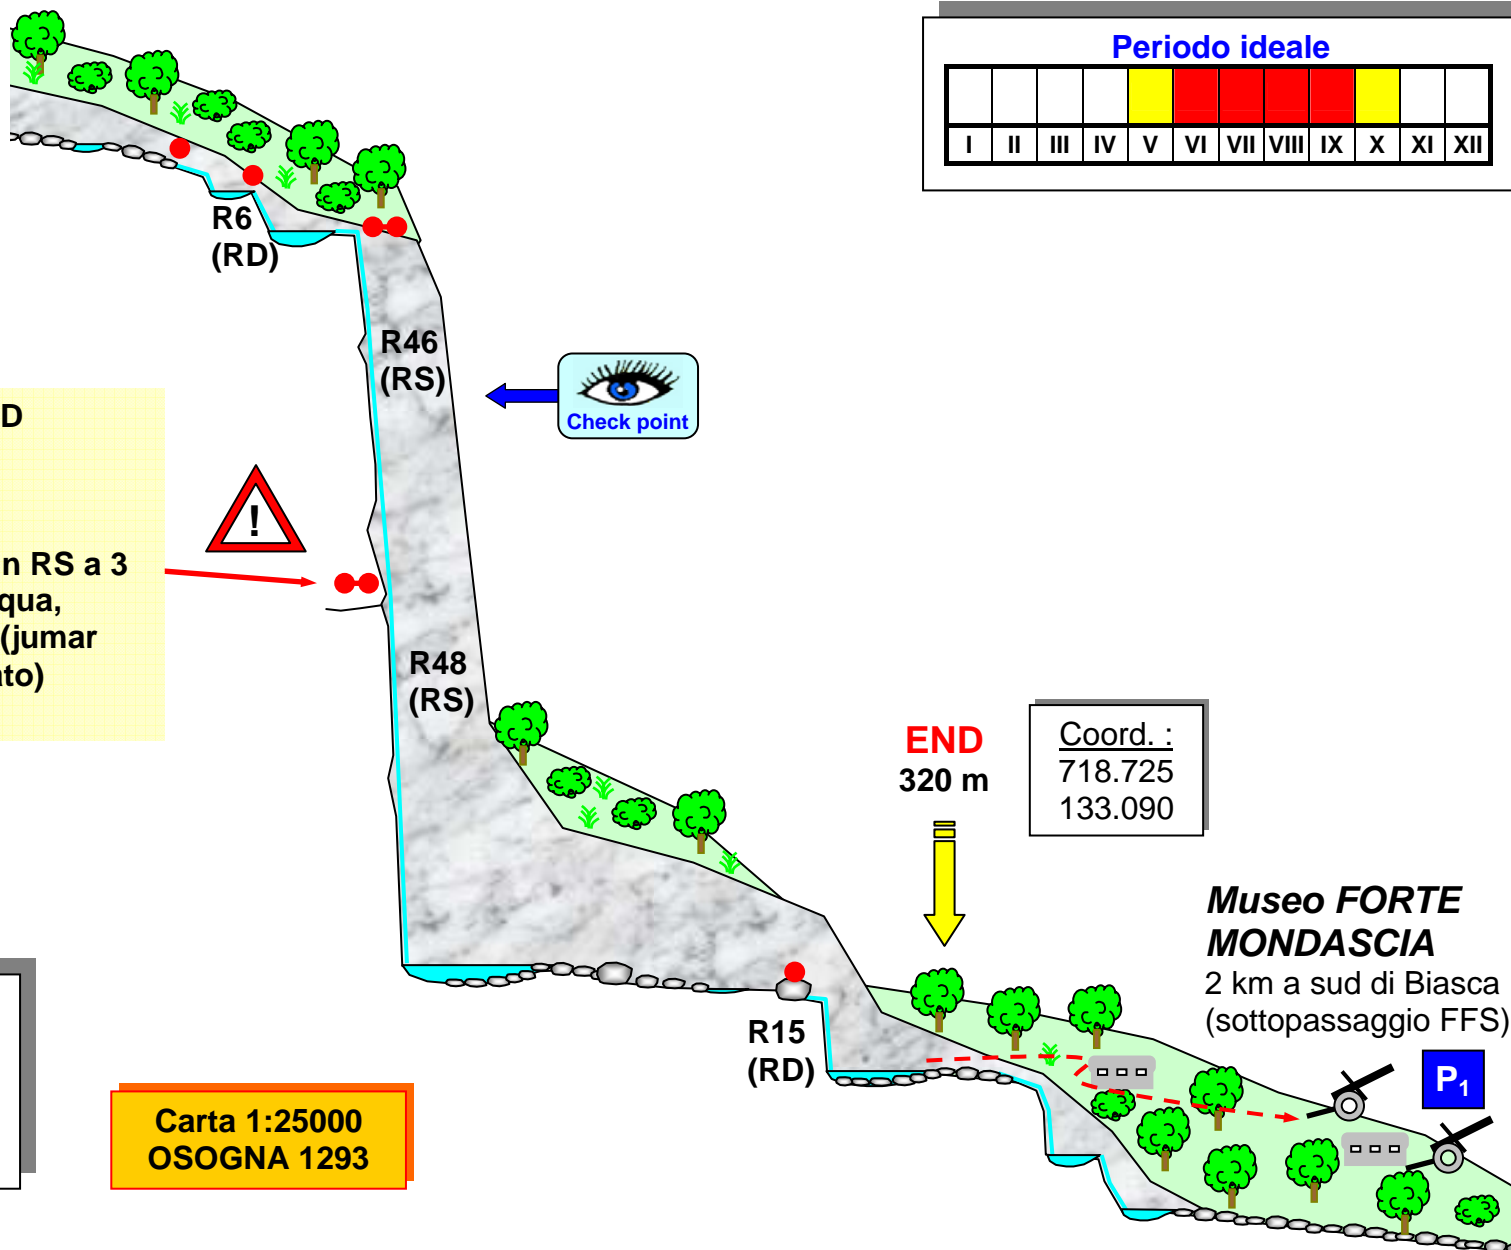 Periodo ideale
I II III IV V VI VII VIII IX X XI XII
R6
(RD)
R46
(RS)
Check point
D
!
n RS a 3
qua,
(jumar
ato)
R48
(RS)
END
320 m
Coord. :
718.725
133.090
Museo FORTE
MONDASCIA
2 km a sud di Biasca
(sottopassaggio FFS)
P1
R15
(RD)
Carta 1:25000
OSOGNA 1293